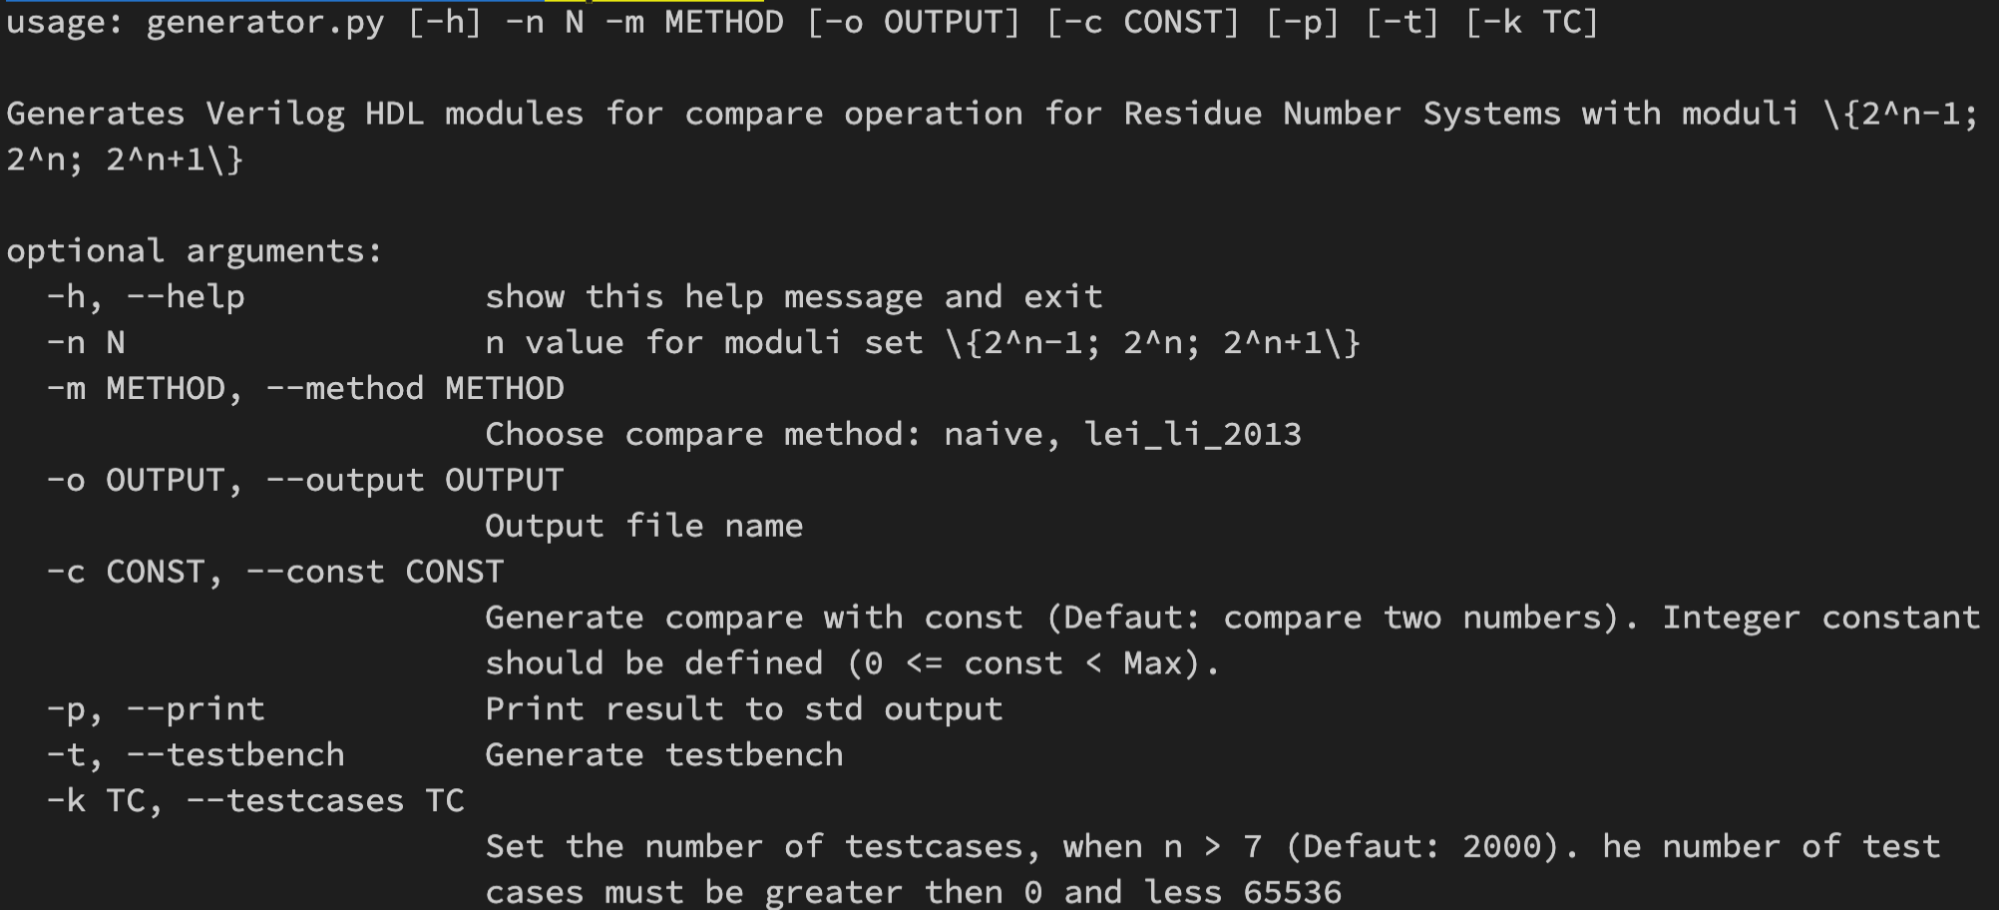 usage: generator.py [-h] -n N -m METHOD [-o OUTPUT] [-c CONST] [-p] [-t] [-k TC]
Generates Verilog HDL modules for compare operation for Residue Number Systems with moduli \{2^n-1;
2^n; 2^n+1\}
optional arguments:
-h, --help show this help message and exit
-n N n value for moduli set \{2^n-1; 2^n; 2^n+1\}
-m METHOD, --method METHOD
Choose compare method: naive, lei_li_2013
-o OUTPUT, --output OUTPUT
Output file name
-c CONST, --const CONST
Generate compare with const (Defaut: compare two numbers). Integer constant
should be defined (0 <= const < Max).
-p, --print Print result to std output
-t, --testbench Generate testbench
-k TC, --testcases TC
Set the number of testcases, when n > 7 (Defaut: 2000). he number of test
cases must be greater then 0 and less 65536